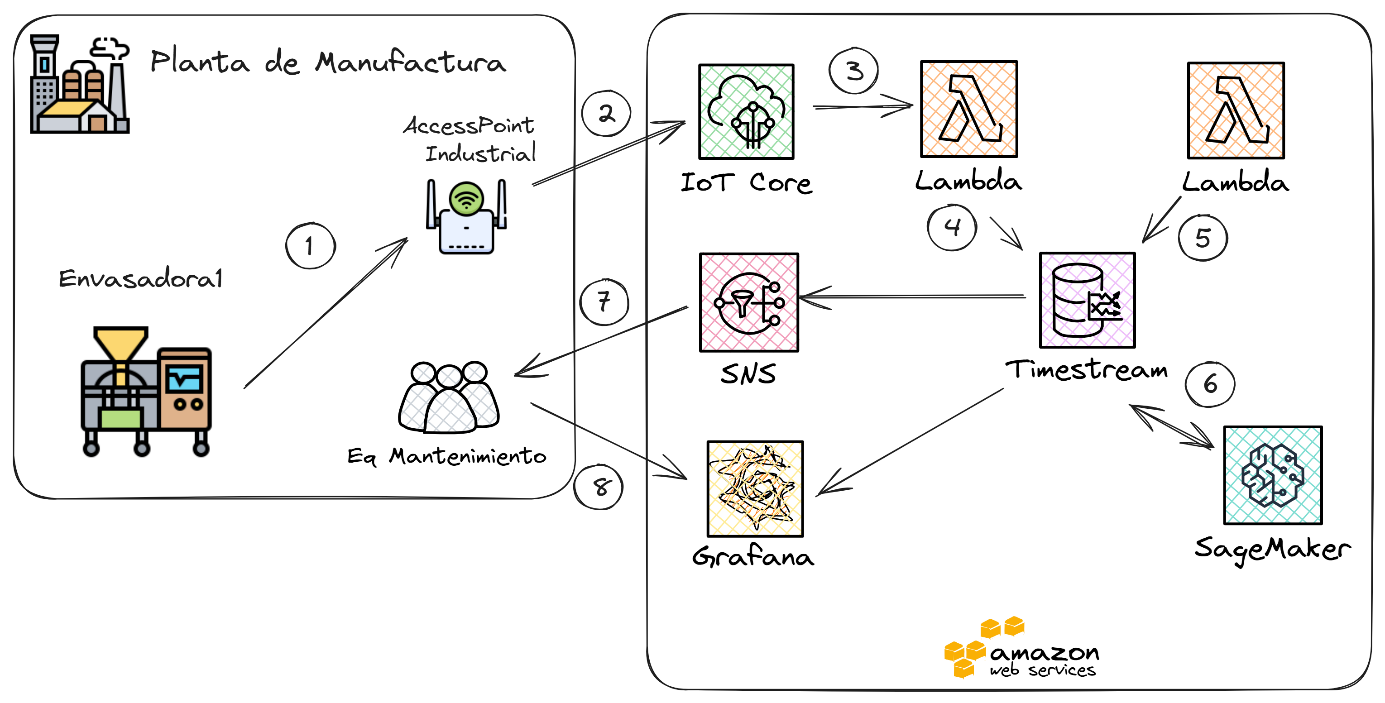 Planta de Manufactura
AccessPoint
Industrial
1
Envasadora1
Eq Mantenimiento
2
7
8
IoT Core
3
Lambda
Lambda
4
5
SNS
Timestream
6
Grafana
SageMaker
amazon
web services